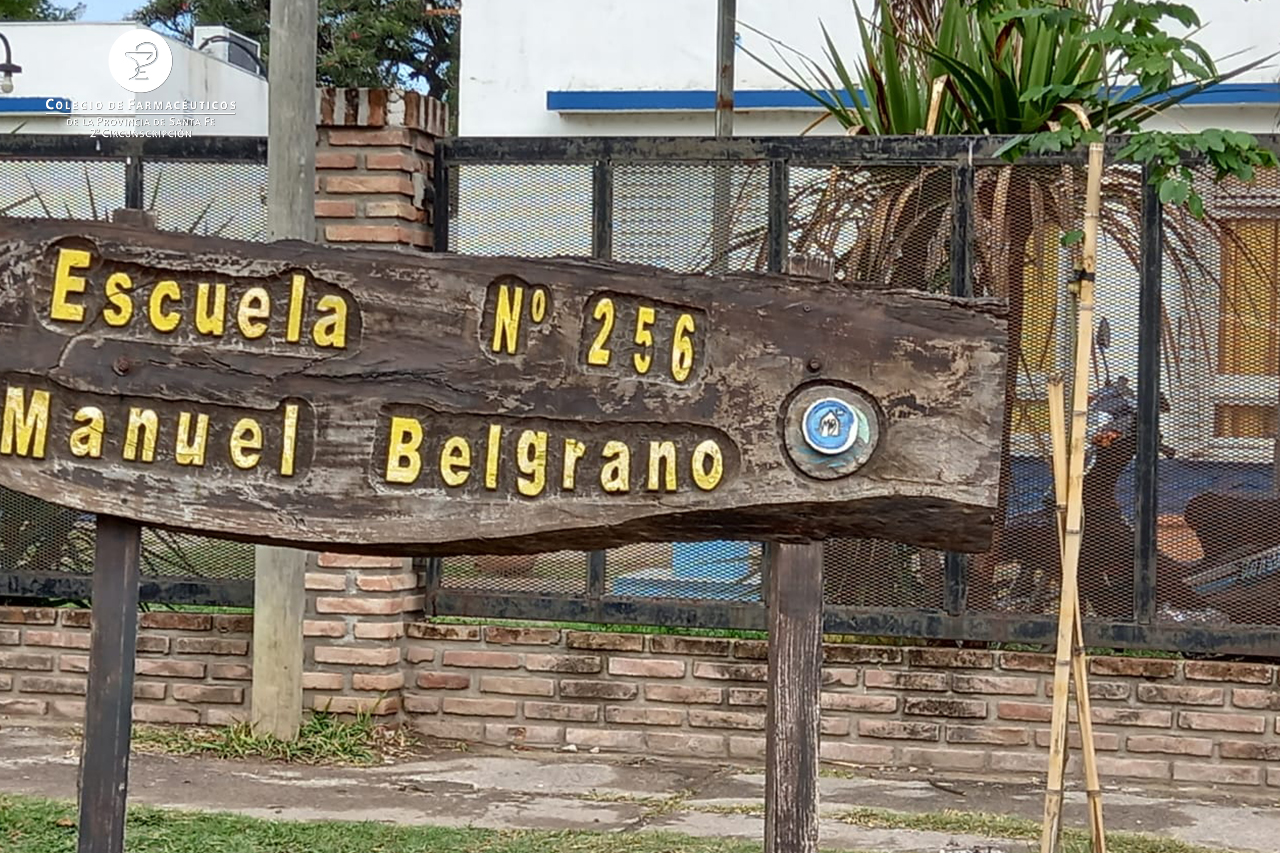 Colegio de Farmacéuticos
de la Provincia de Santa Fe
2ª Circunscripción
Escuela Nº 256
Manuel Belgrano